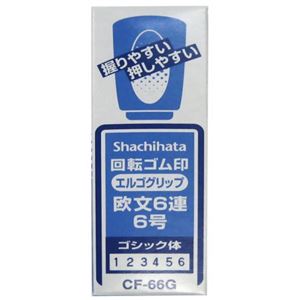 握りやすい
押しやすい
Shachihata
回転ゴム印
エルゴグリップ
欧文6連
6号
ゴシック体
123456
CF-66G